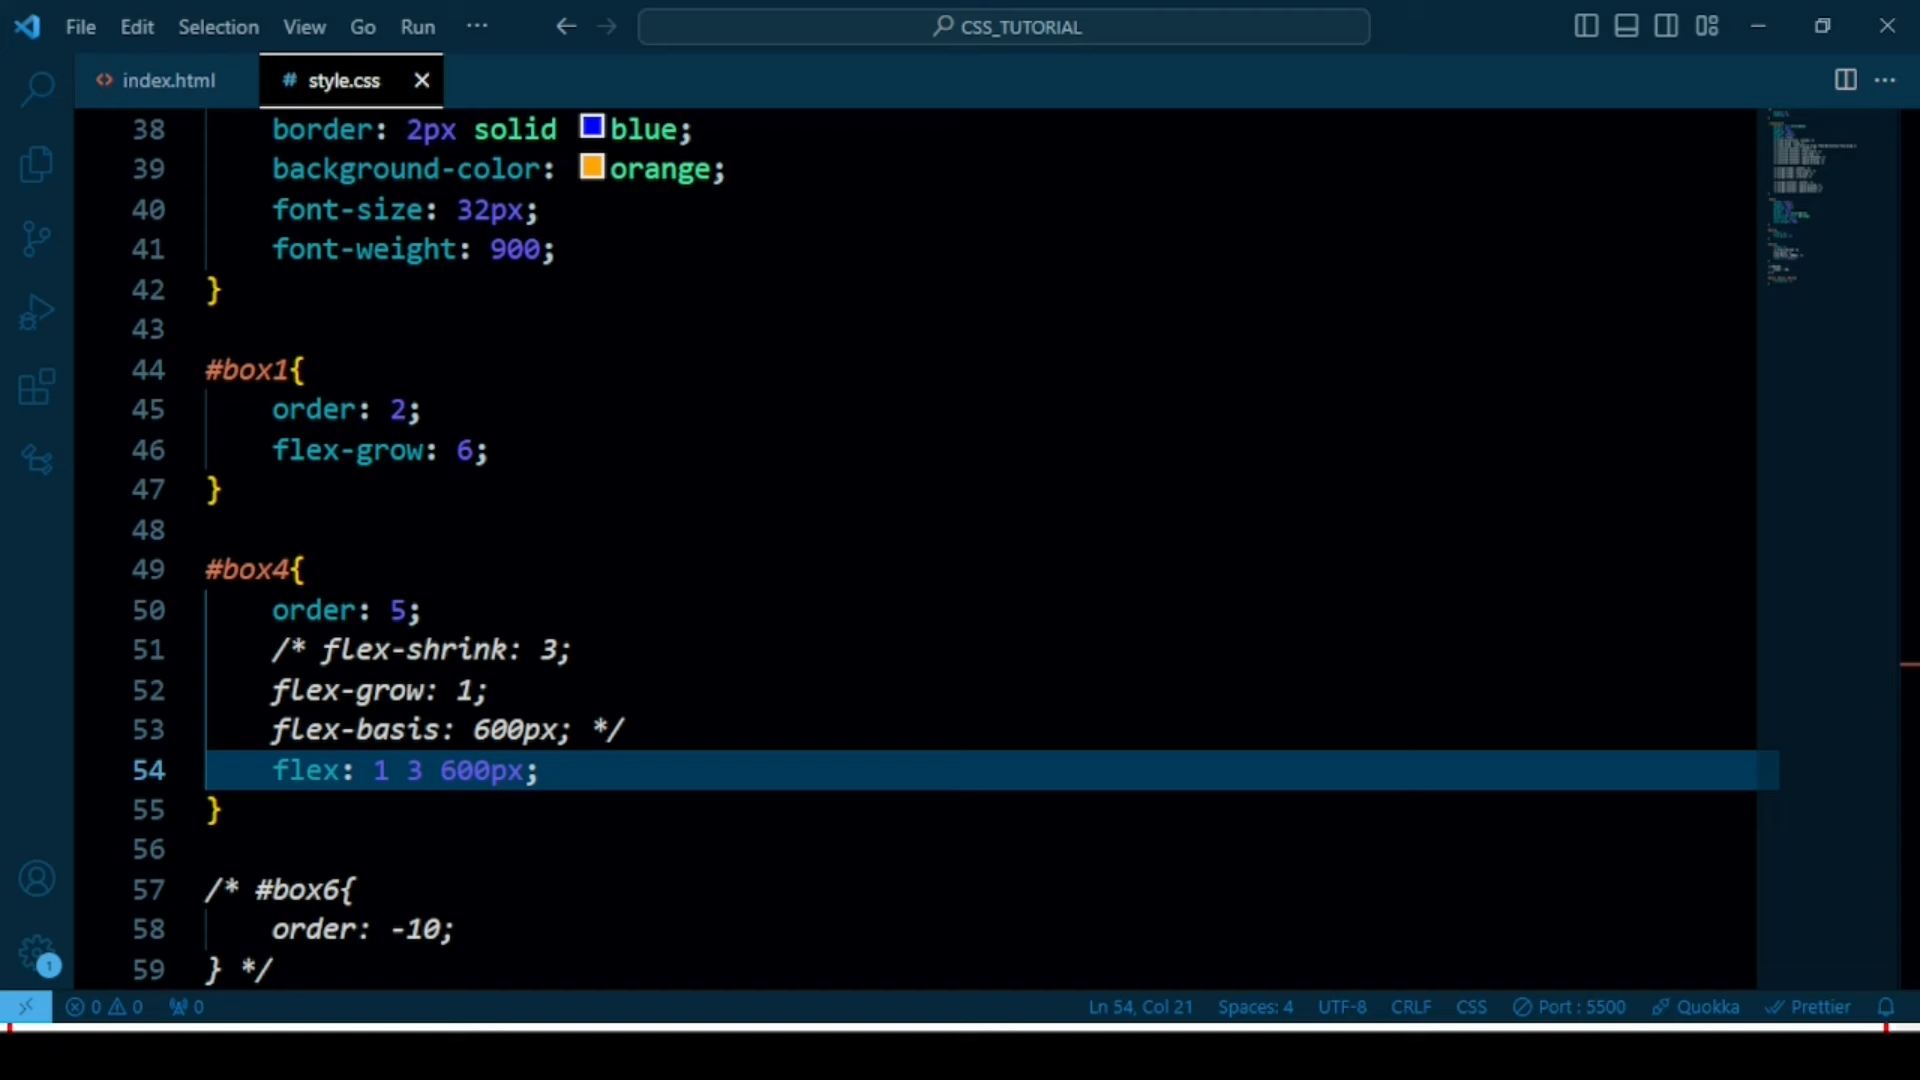 File Edit Selection View Go Run ··· CSS_TUTORIAL
index.html # style.css
38 border: 2px solid blue;
39 background-color: orange;
40 font-size: 32px;
41 font-weight: 900;
42 }
43
44 #box1{
45 order: 2;
46 flex-grow: 6;
47 }
48
49 #box4{
50 order: 5;
51 /* flex-shrink: 3;
52 flex-grow: 1;
53 flex-basis: 600px; */
54 flex: 1 3 600px;
55 }
56
57 /* #box6{
58 order: -10;
59 } */
1
0 0 0 Ln 54, Col 21 Spaces: 4 UTF-8 CRLF CSS Port : 5500 Quokka Prettier